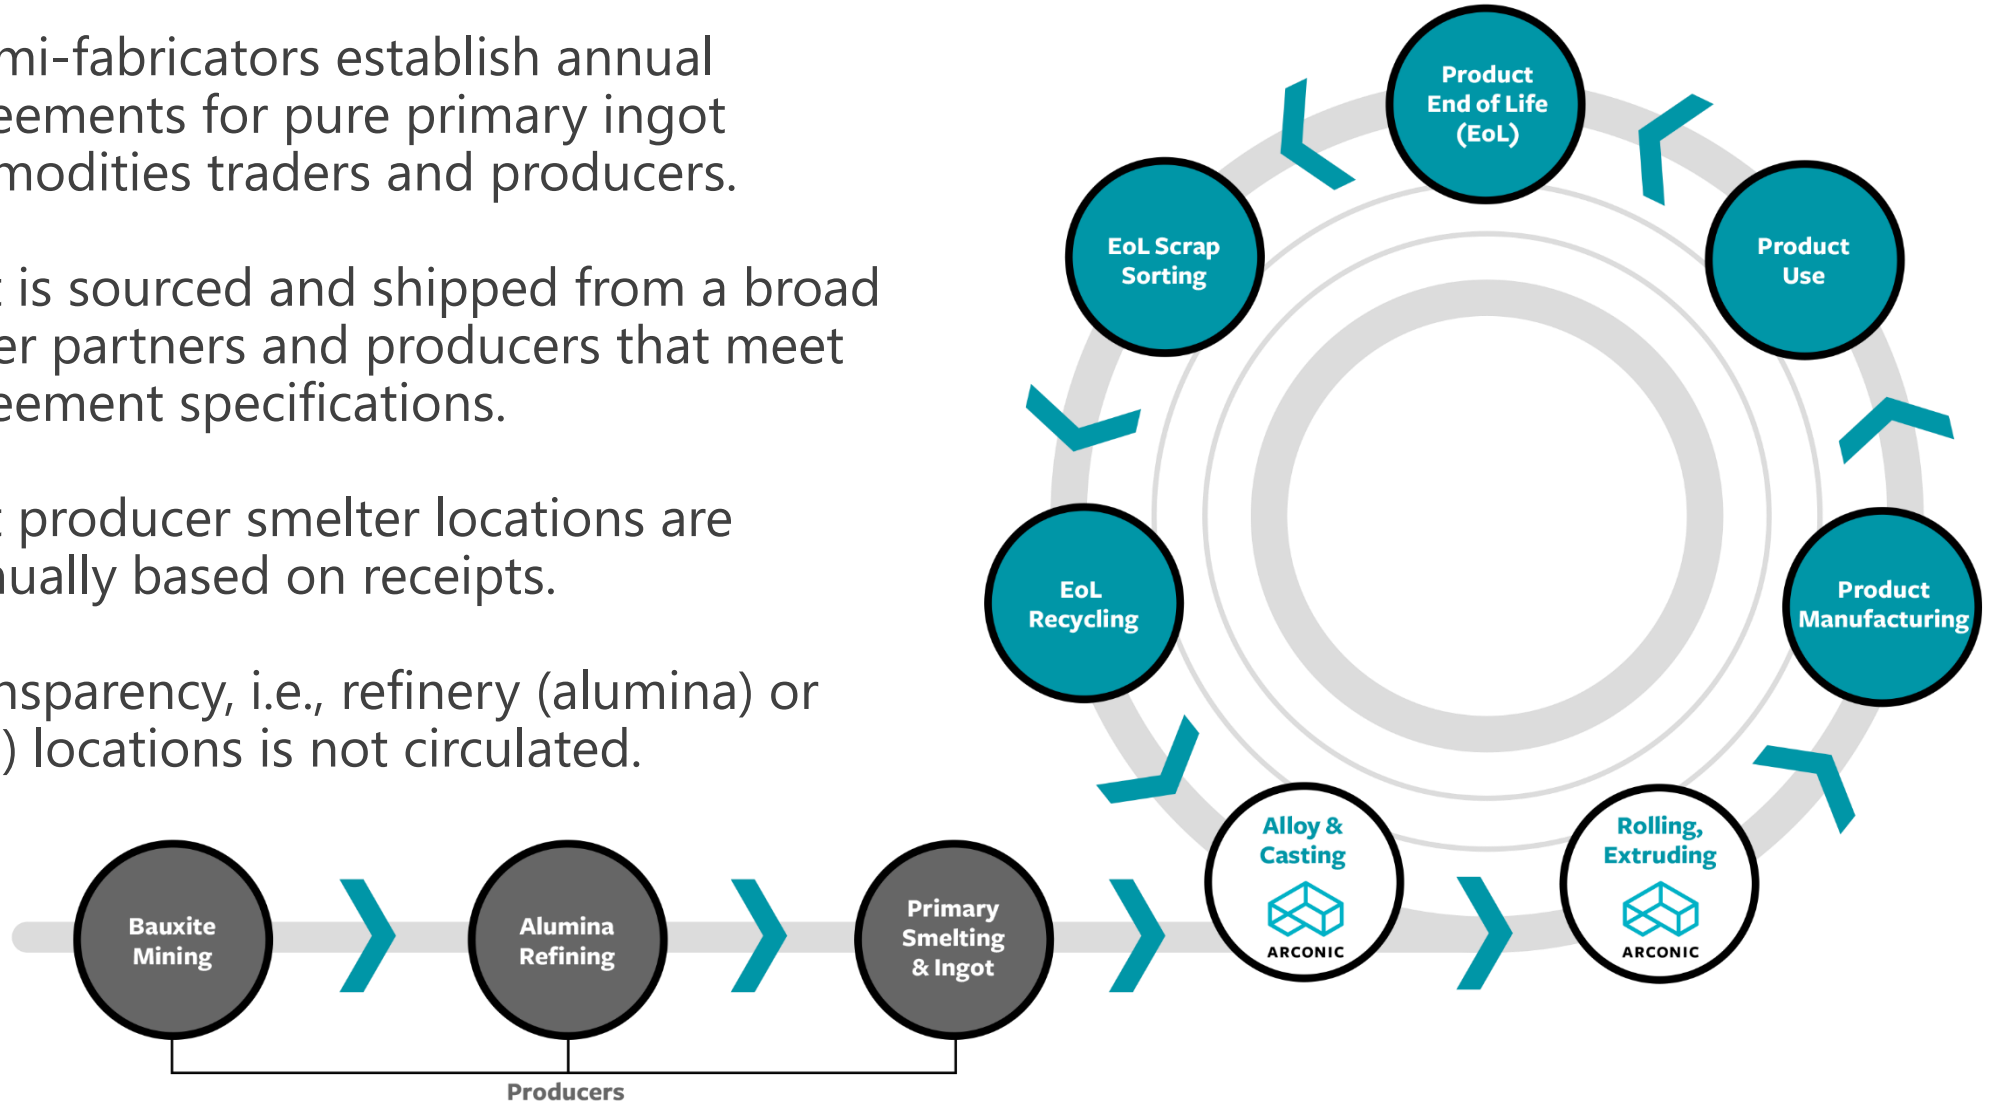 mi-fabricators establish annual
eements for pure primary ingot
modities traders and producers.
is sourced and shipped from a broad
er partners and producers that meet
eement specifications.
producer smelter locations are
nually based on receipts.
nsparency, i.e., refinery (alumina) or
) locations is not circulated.
Product
End of Life
(EoL)
EoL Scrap
Sorting
Product
Use
EoL
Recycling
Product
Manufacturing
Alloy &
Casting
ARCONIC
Rolling,
Extruding
ARCONIC
Bauxite
Mining
Alumina
Refining
Primary
Smelting
& Ingot
Producers